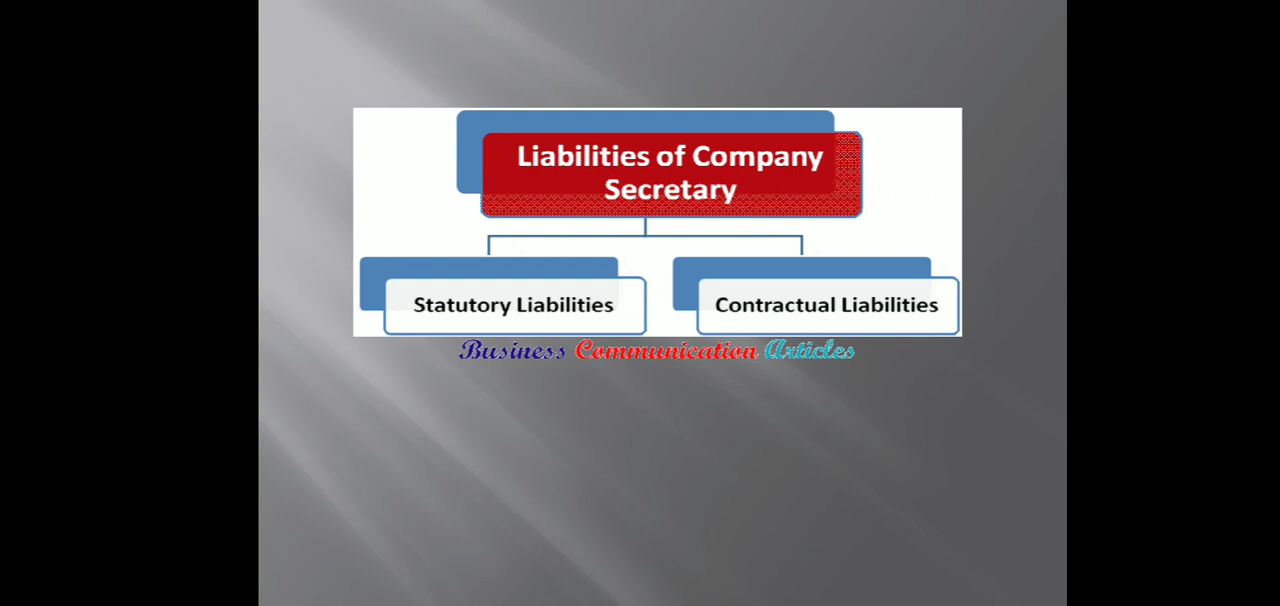 Liabilities of Company
Secretary
Statutory Liabilities
Contractual Liabilities
Business Communication Articles